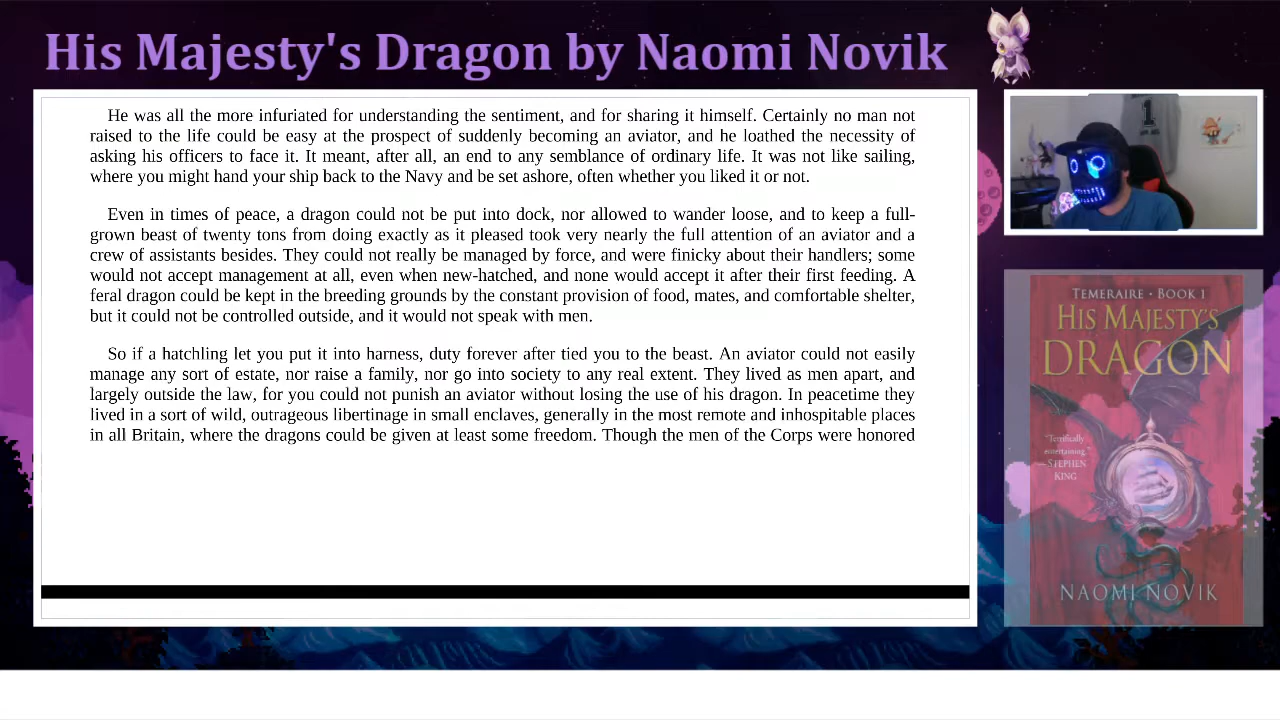 His Majesty's Dragon by Naomi Novik
He was all the more infuriated for understanding the sentiment, and for sharing it himself. Certainly no man not
raised to the life could be easy at the prospect of suddenly becoming an aviator, and he loathed the necessity of
asking his officers to face it. It meant, after all, an end to any semblance of ordinary life. It was not like sailing,
where you might hand your ship back to the Navy and be set ashore, often whether you liked it or not.
Even in times of peace, a dragon could not be put into dock, nor allowed to wander loose, and to keep a full-
grown beast of twenty tons from doing exactly as it pleased took very nearly the full attention of an aviator and a
crew of assistants besides. They could not really be managed by force, and were finicky about their handlers; some
would not accept management at all, even when new-hatched, and none would accept it after their first feeding. A
feral dragon could be kept in the breeding grounds by the constant provision of food, mates, and comfortable shelter,
but it could not be controlled outside, and it would not speak with men.
So if a hatchling let you put it into harness, duty forever after tied you to the beast. An aviator could not easily
manage any sort of estate, nor raise a family, nor go into society to any real extent. They lived as men apart, and
largely outside the law, for you could not punish an aviator without losing the use of his dragon. In peacetime they
lived in a sort of wild, outrageous libertinage in small enclaves, generally in the most remote and inhospitable places
in all Britain, where the dragons could be given at least some freedom. Though the men of the Corps were honored
1
TEMERAIRE • BOOK 1
HIS MAJESTY'S
DRAGON
"Terrifically
entertaining."
—STEPHEN
KING
NAOMI NOVIK